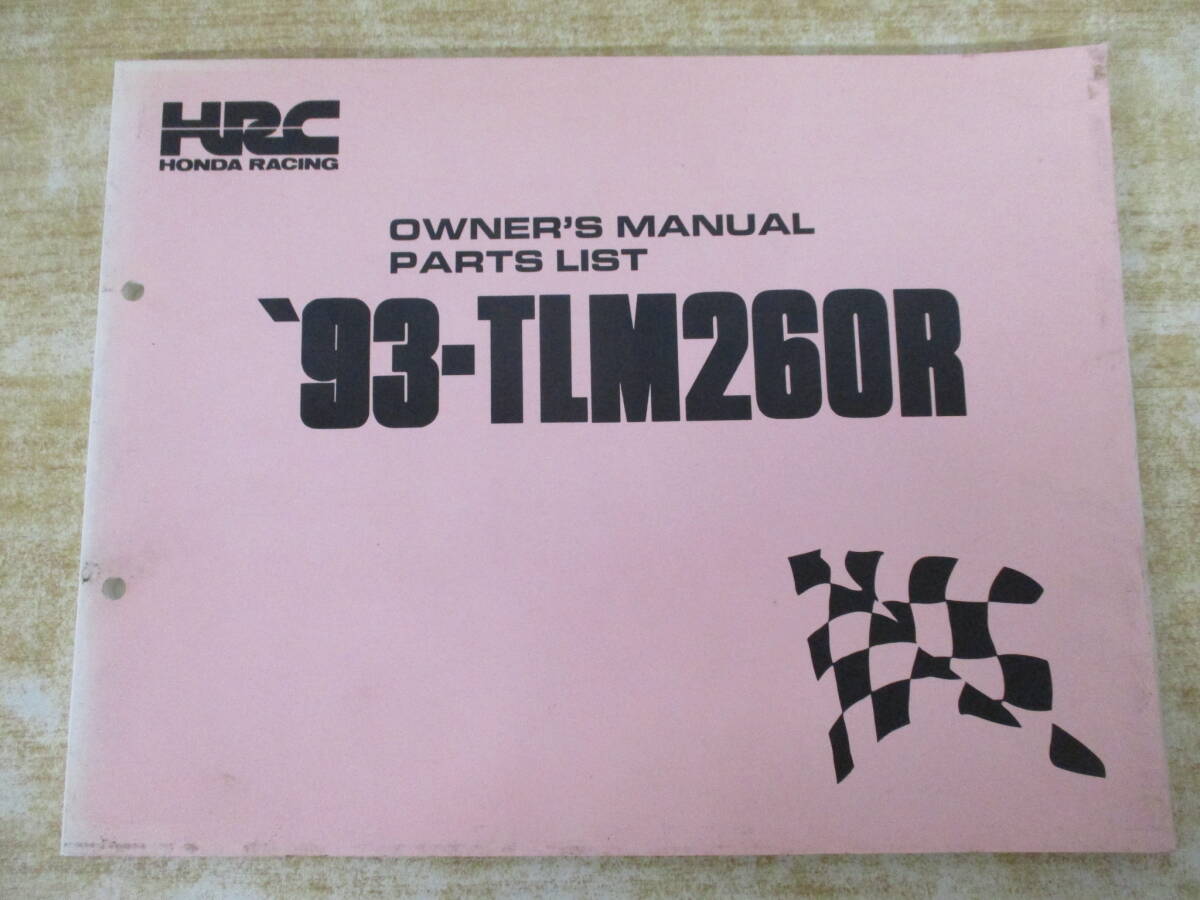 HRC
HONDA RACING
OWNER'S MANUAL
PARTS LIST
'93-TLM260R